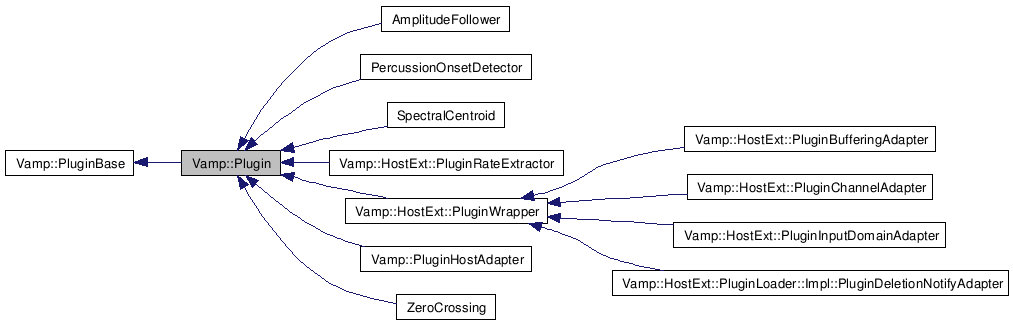 AmplitudeFollower
PercussionOnsetDetector
SpectralCentroid
Vamp::HostExt::PluginBufferingAdapter
Vamp::PluginBase
Vamp::Plugin
Vamp::HostExt::PluginRateExtractor
Vamp::HostExt::PluginChannelAdapter
Vamp::HostExt::PluginWrapper
Vamp::HostExt::PluginInputDomainAdapter
Vamp::PluginHostAdapter
Vamp::HostExt::PluginLoader::Impl::PluginDeletionNotifyAdapter
ZeroCrossing